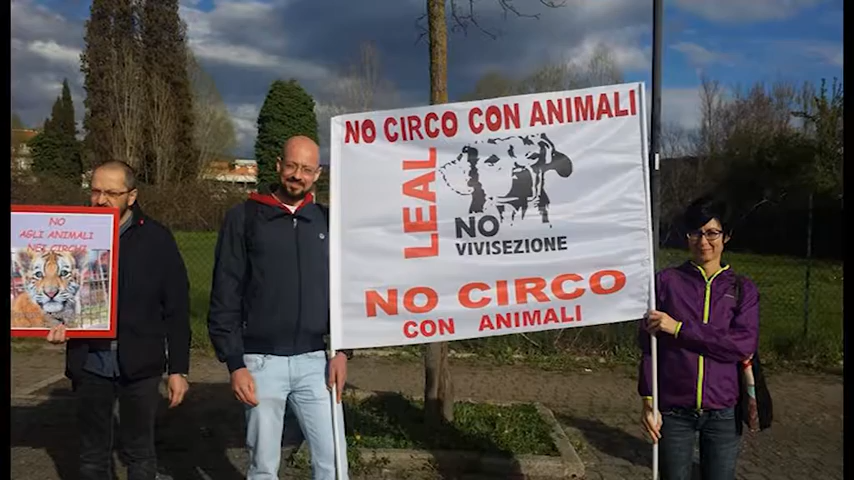 NO
AGLI ANIMALI
NEI CIRCHI
NO CIRCO CON ANIMALI
LEAL
NO
VIVISEZIONE
NO CIRCO
CON ANIMALI